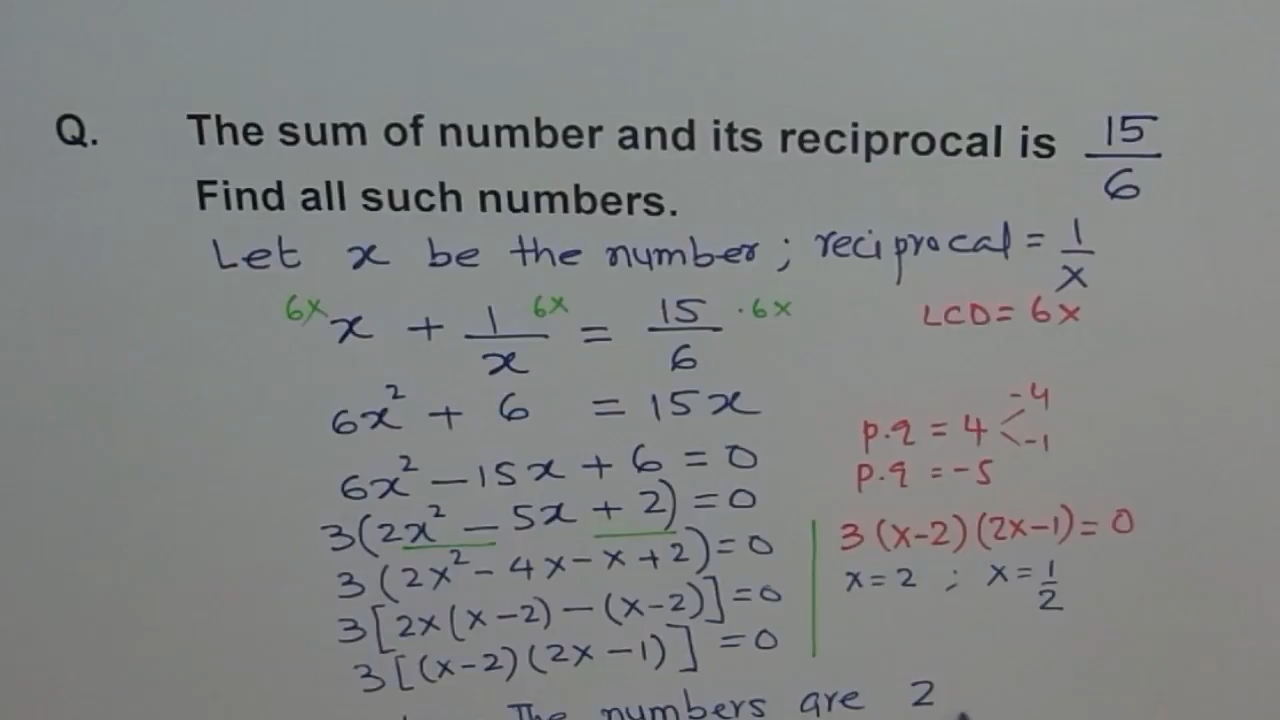 Q. The sum of number and its reciprocal is 15/6
Find all such numbers.
Let x be the number; reciprocal = 1/x
6x x + 1/x 6x = 15/6 · 6x
LCD = 6x
6x² + 6 = 15x
6x² - 15x + 6 = 0
3(2x² - 5x + 2) = 0
3(2x² - 4x - x + 2) = 0
3[2x(x-2) - (x-2)] = 0
3[(x-2)(2x-1)] = 0
p.q = 4 < -4 -1
p.q = -5
3(x-2)(2x-1) = 0
x = 2 ; x = 1/2
The numbers are 2